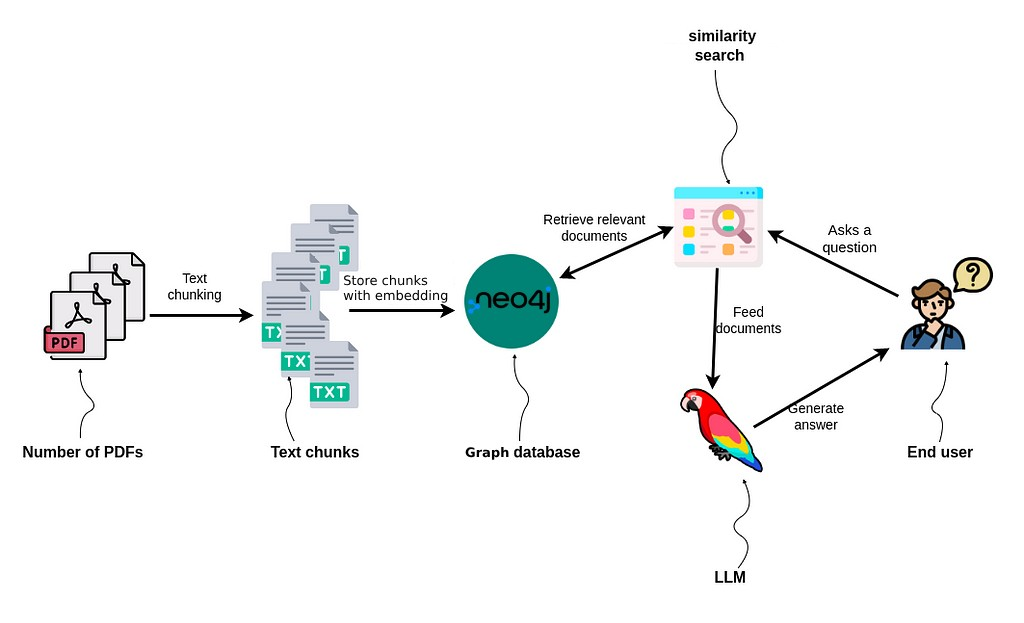 similarity
search
Retrieve relevant
documents
Asks a
question
Text
chunking
Store chunks
with embedding
neo4j
PDF
TXT
TXT
TXT
Feed
documents
Generate
answer
Number of PDFs
Text chunks
Graph database
End user
LLM
?